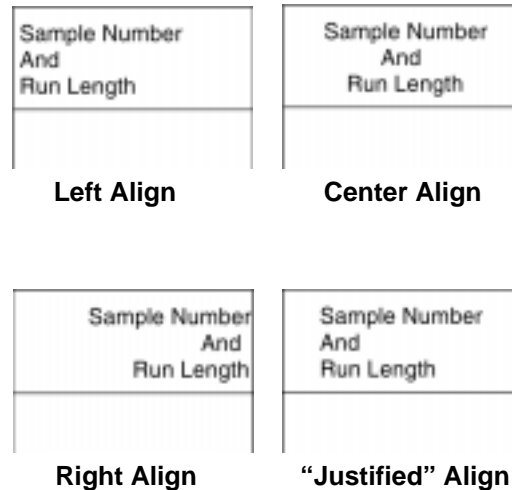 Sample Number
And
Run Length
Left Align
Sample Number
And
Run Length
Center Align
Sample Number
And
Run Length
Right Align
Sample Number
And
Run Length
“Justified” Align